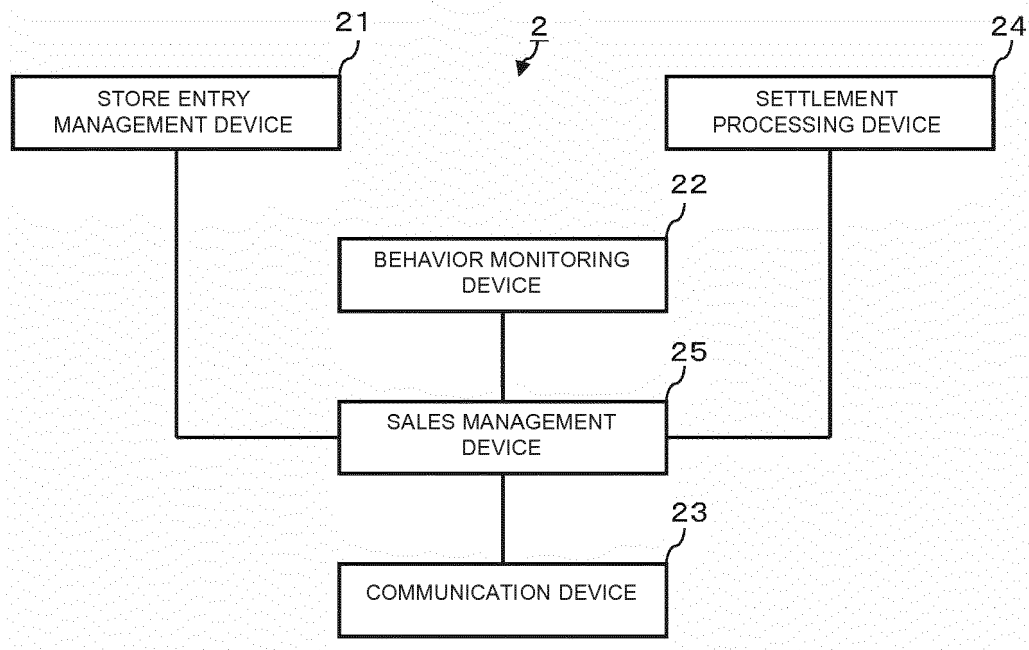 21
2
24
STORE ENTRY
MANAGEMENT DEVICE
SETTLEMENT
PROCESSING DEVICE
22
BEHAVIOR MONITORING
DEVICE
25
SALES MANAGEMENT
DEVICE
23
COMMUNICATION DEVICE